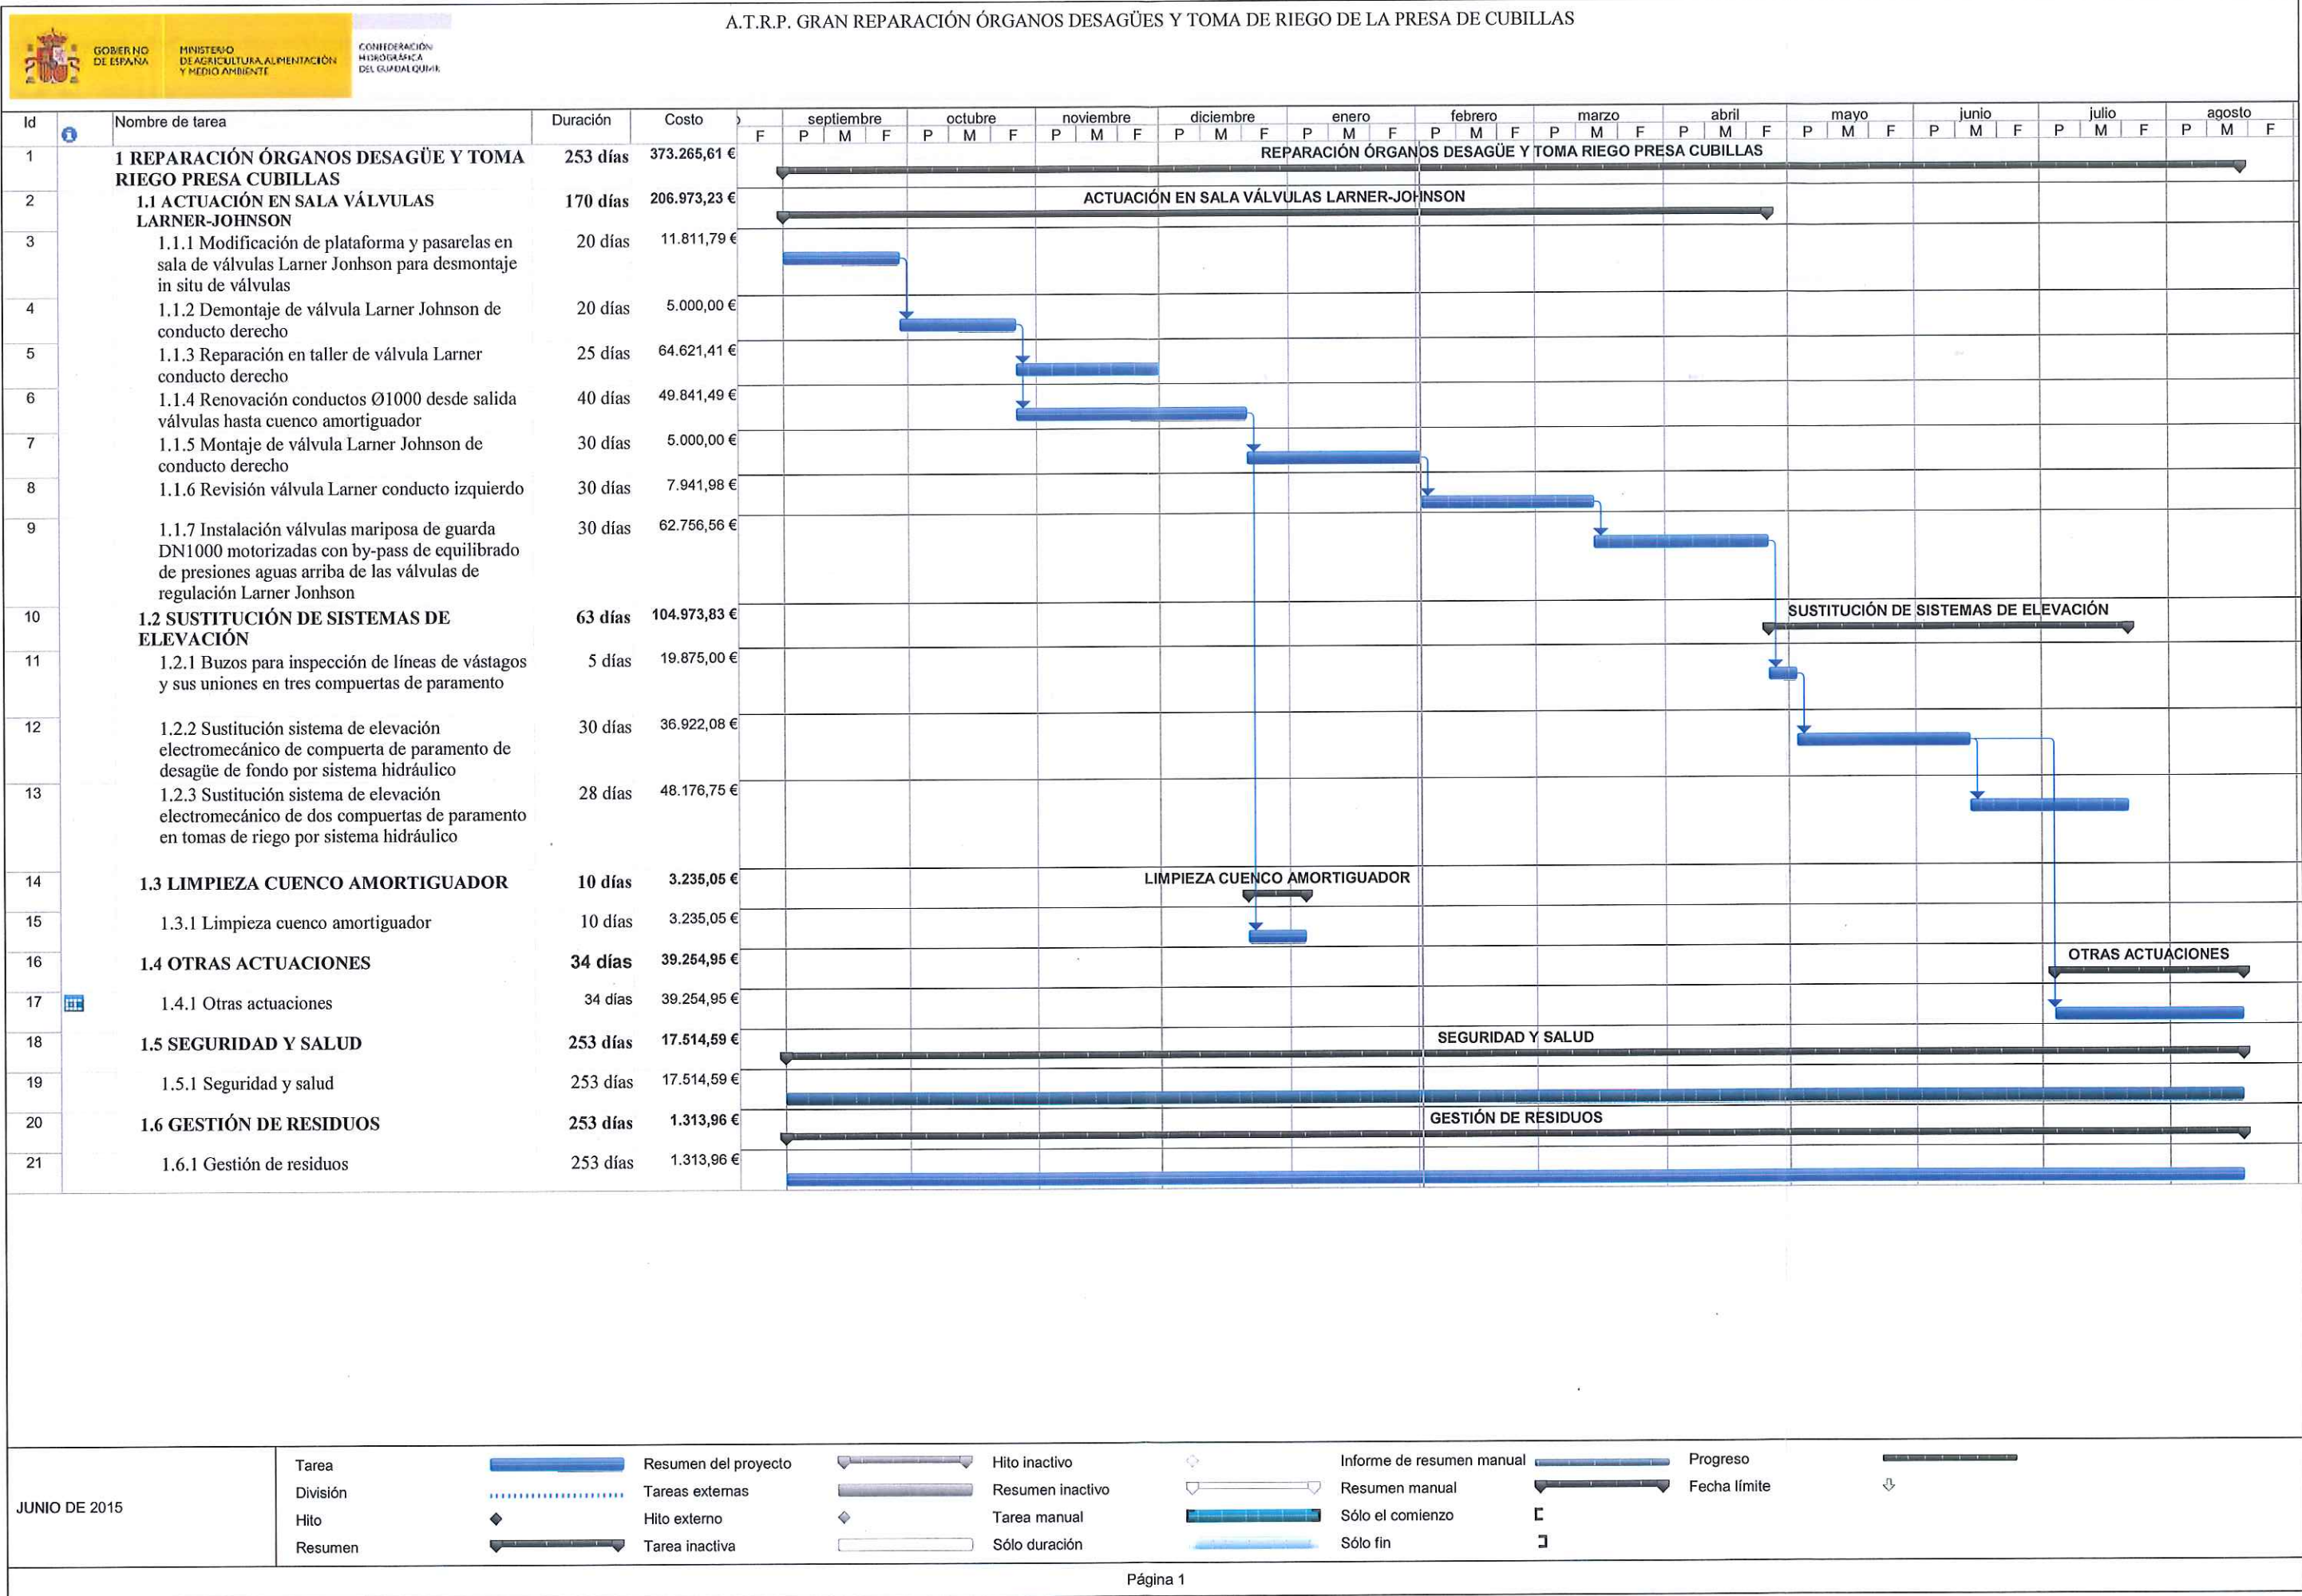 A.T.R.P. GRAN REPARACIÓN ÓRGANOS DESAGÜES Y TOMA DE RIEGO DE LA PRESA DE CUBILLAS
GOBIERNO
DE ESPAÑA
MINISTERIO
DE AGRICULTURA, ALIMENTACIÓN
Y MEDIO AMBIENTE
CONFEDERACIÓN
HIDROGRÁFICA
DEL GUADALQUIVIR
Id Nombre de tarea Duración Costo septiembre octubre noviembre diciembre enero febrero marzo abril mayo junio julio agosto
F P M F P M F P M F P M F P M F P M F P M F P M F P M F P M F P M F P M F
1 1 REPARACIÓN ÓRGANOS DESAGÜE Y TOMA 253 días 373.265,61 € REPARACIÓN ÓRGANOS DESAGÜE Y TOMA RIEGO PRESA CUBILLAS
RIEGO PRESA CUBILLAS
2 1.1 ACTUACIÓN EN SALA VÁLVULAS 170 días 206.973,23 € ACTUACIÓN EN SALA VÁLVULAS LARNER-JOHNSON
LARNER-JOHNSON
3 1.1.1 Modificación de plataforma y pasarelas en 20 días 11.811,79 €
sala de válvulas Larner Jonhson para desmontaje
in situ de válvulas
4 1.1.2 Demontaje de válvula Larner Johnson de 20 días 5.000,00 €
conducto derecho
5 1.1.3 Reparación en taller de válvula Larner 25 días 64.621,41 €
conducto derecho
6 1.1.4 Renovación conductos Ø1000 desde salida 40 días 49.841,49 €
válvulas hasta cuenco amortiguador
7 1.1.5 Montaje de válvula Larner Johnson de 30 días 5.000,00 €
conducto derecho
8 1.1.6 Revisión válvula Larner conducto izquierdo 30 días 7.941,98 €
9 1.1.7 Instalación válvulas mariposa de guarda 30 días 62.756,56 €
DN1000 motorizadas con by-pass de equilibrado
de presiones aguas arriba de las válvulas de
regulación Larner Jonhson
10 1.2 SUSTITUCIÓN DE SISTEMAS DE 63 días 104.973,83 € SUSTITUCIÓN DE SISTEMAS DE ELEVACIÓN
ELEVACIÓN
11 1.2.1 Buzos para inspección de líneas de vástagos 5 días 19.875,00 €
y sus uniones en tres compuertas de paramento
12 1.2.2 Sustitución sistema de elevación 30 días 36.922,08 €
electromecánico de compuerta de paramento de
desagüe de fondo por sistema hidráulico
13 1.2.3 Sustitución sistema de elevación 28 días 48.176,75 €
electromecánico de dos compuertas de paramento
en tomas de riego por sistema hidráulico
14 1.3 LIMPIEZA CUENCO AMORTIGUADOR 10 días 3.235,05 € LIMPIEZA CUENCO AMORTIGUADOR
15 1.3.1 Limpieza cuenco amortiguador 10 días 3.235,05 €
16 1.4 OTRAS ACTUACIONES 34 días 39.254,95 € OTRAS ACTUACIONES
17 1.4.1 Otras actuaciones 34 días 39.254,95 €
18 1.5 SEGURIDAD Y SALUD 253 días 17.514,59 € SEGURIDAD Y SALUD
19 1.5.1 Seguridad y salud 253 días 17.514,59 €
20 1.6 GESTIÓN DE RESIDUOS 253 días 1.313,96 € GESTIÓN DE RESIDUOS
21 1.6.1 Gestión de residuos 253 días 1.313,96 €
JUNIO DE 2015
Tarea Resumen del proyecto Hito inactivo Informe de resumen manual Progreso
División Tareas externas Resumen inactivo Resumen manual Fecha límite
Hito Hito externo Tarea manual Sólo el comienzo
Resumen Tarea inactiva Sólo duración Sólo fin
Página 1